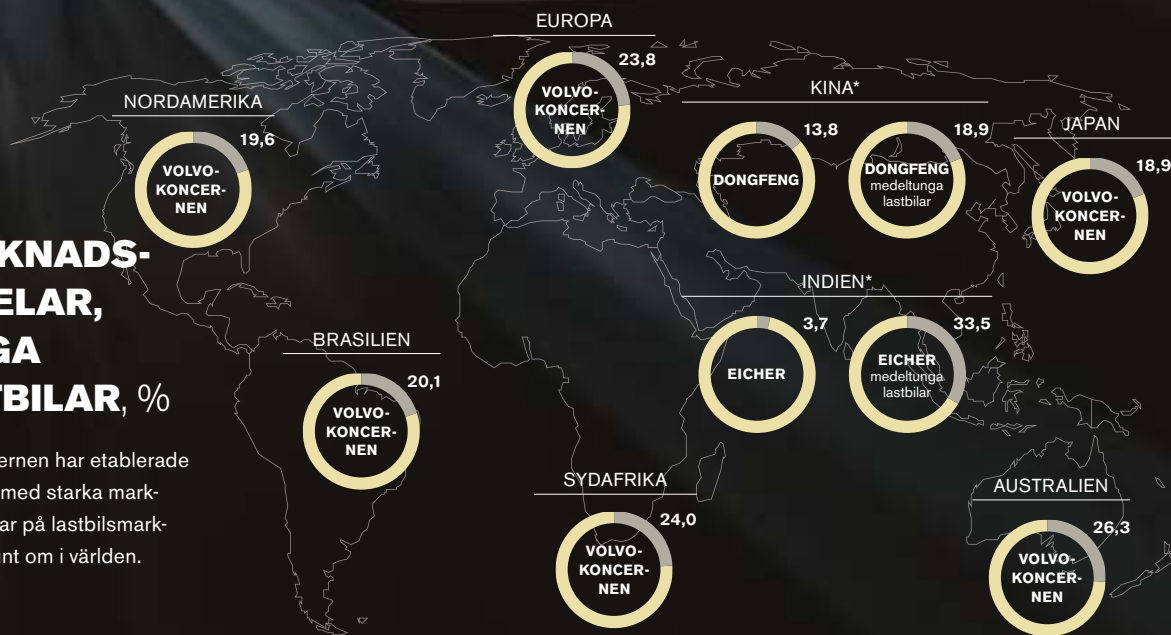 EUROPA
23,8
VOLVO-
KONCER-
NEN
NORDAMERIKA
19,6
VOLVO-
KONCER-
NEN
KINA*
13,8
DONGFENG
18,9
DONGFENG
medeltunga
lastbilar
JAPAN
18,9
VOLVO-
KONCER-
NEN
KNADS-
ELAR,
GA
TBILAR, %
ernen har etablerade
med starka mark-
ar på lastbilsmark-
nt om i världen.
BRASILIEN
20,1
VOLVO-
KONCER-
NEN
INDIEN*
3,7
EICHER
33,5
EICHER
medeltunga
lastbilar
SYDAFRIKA
24,0
VOLVO-
KONCER-
NEN
AUSTRALIEN
26,3
VOLVO-
KONCER-
NEN